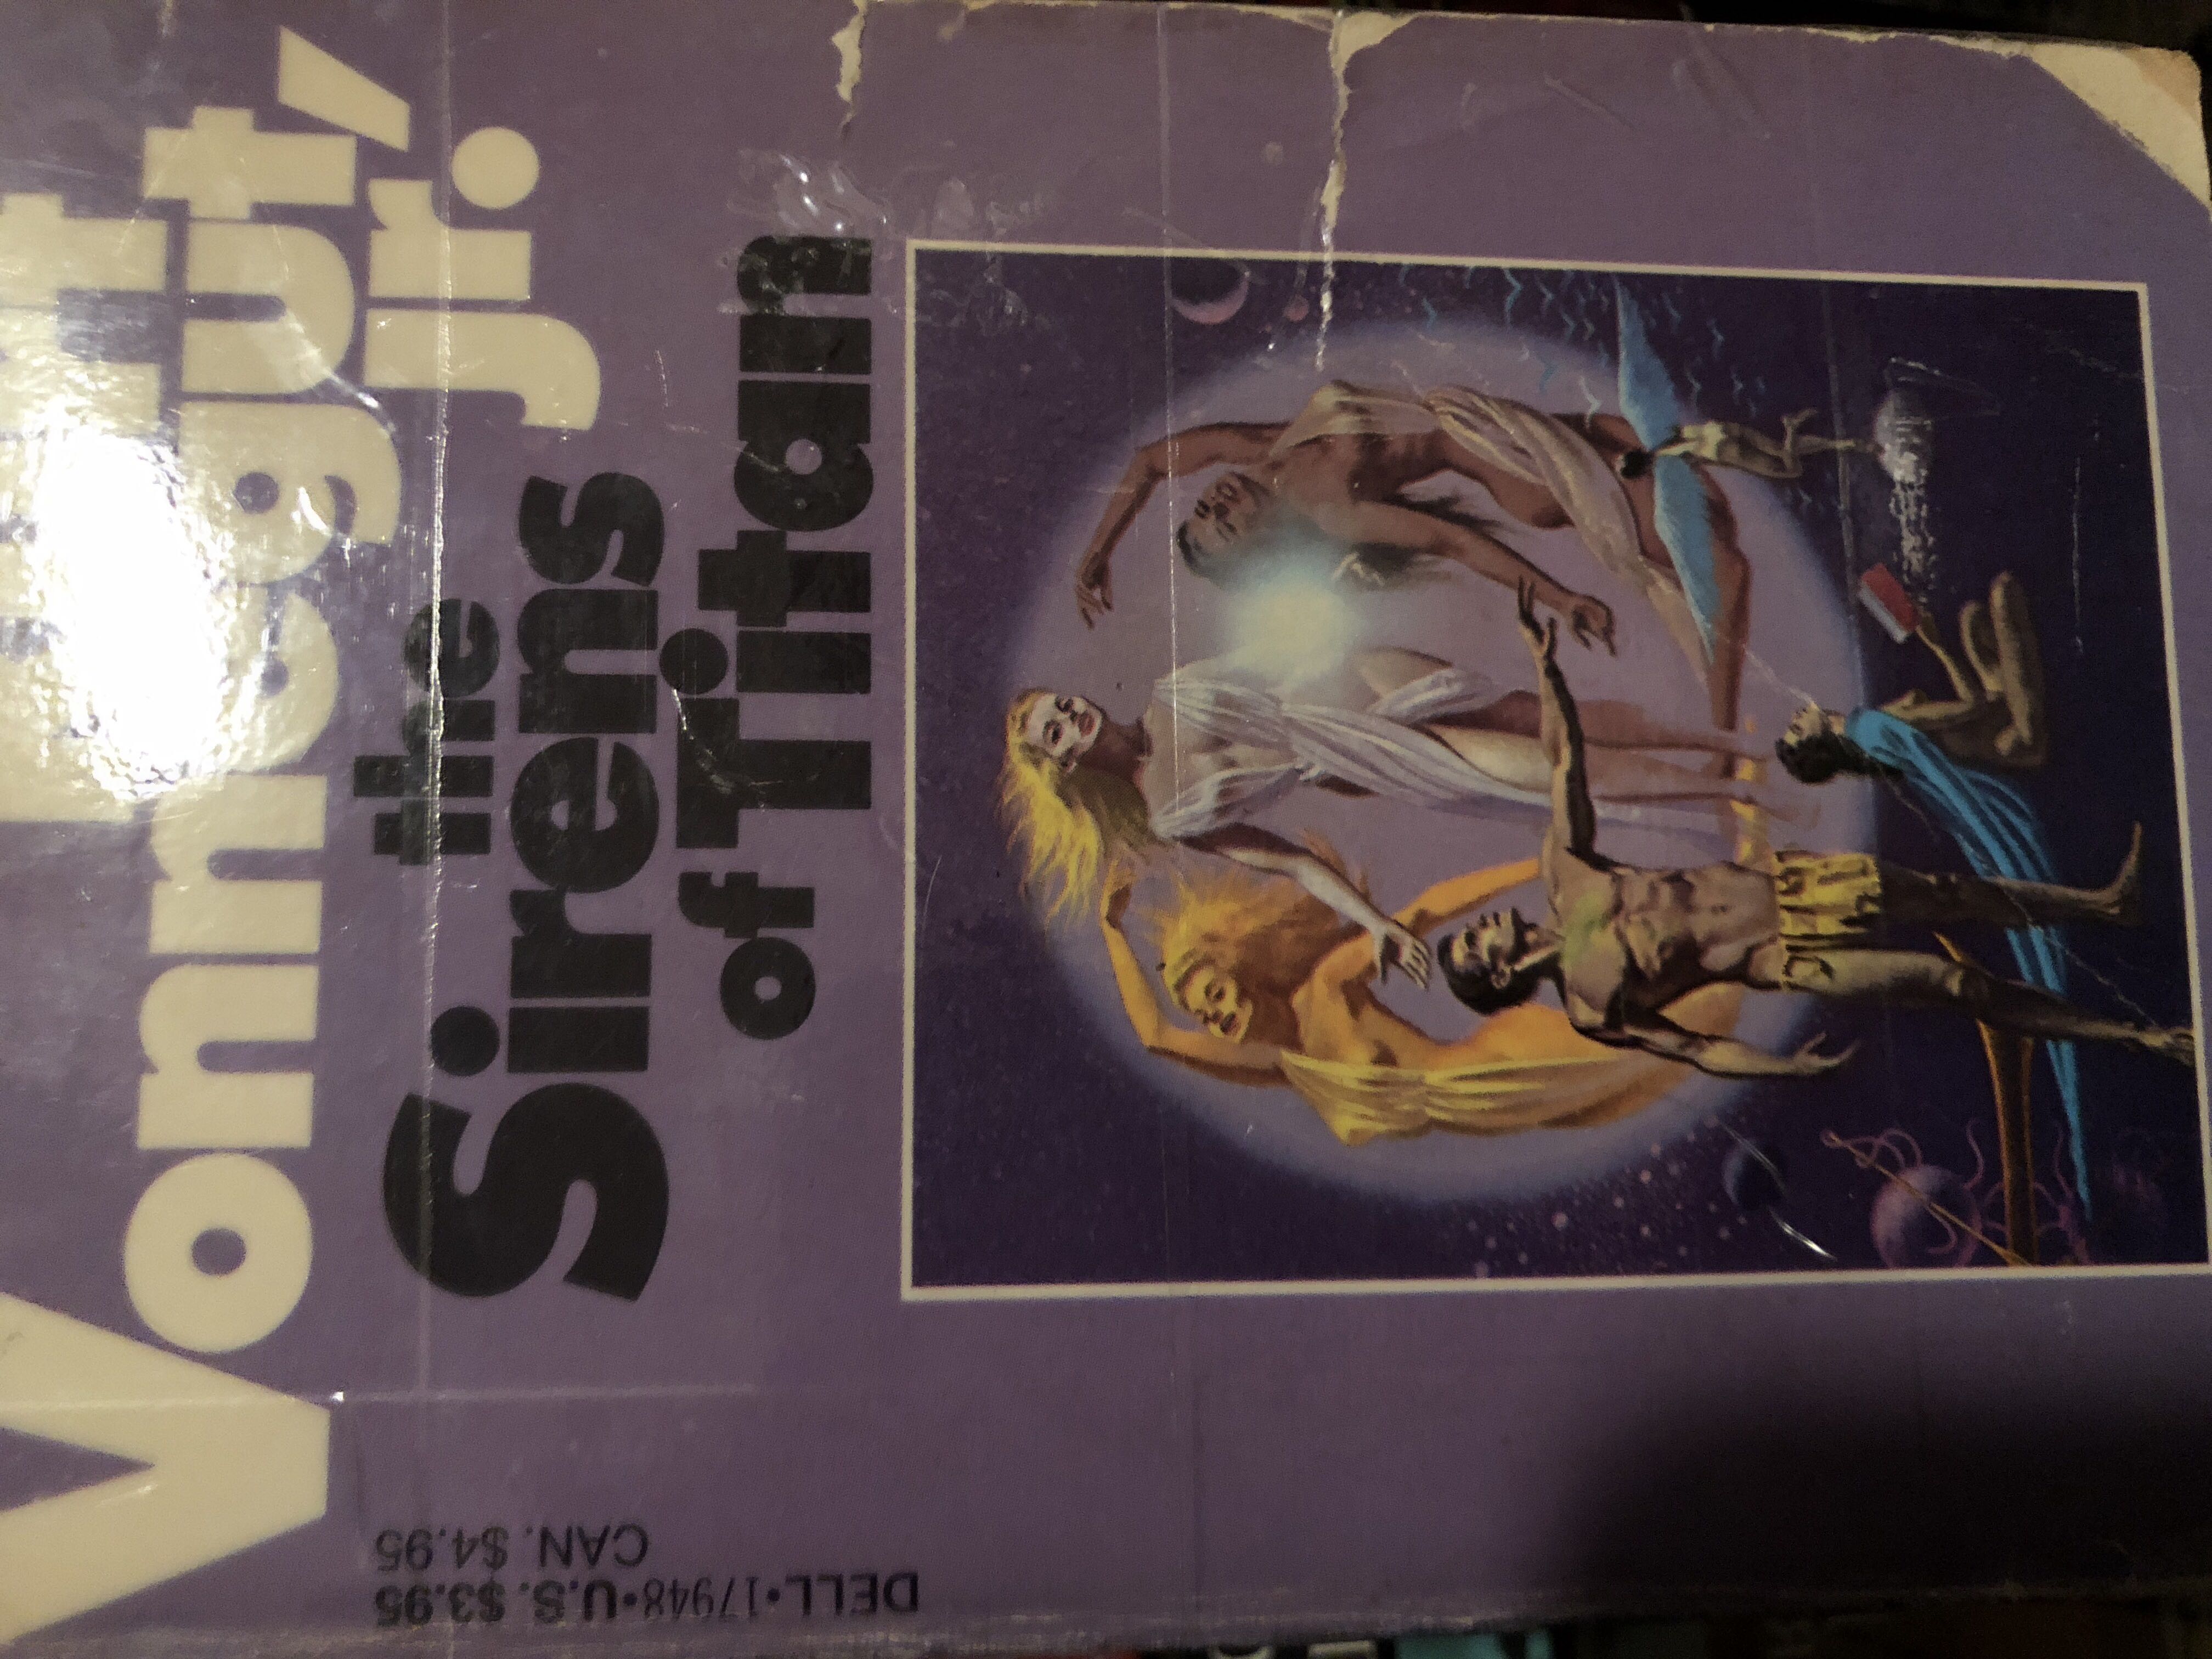 Vonnegut,
Jr.
the
Sirens
of Titan
DELL•17948•U.S. $3.95
CAN. $4.95